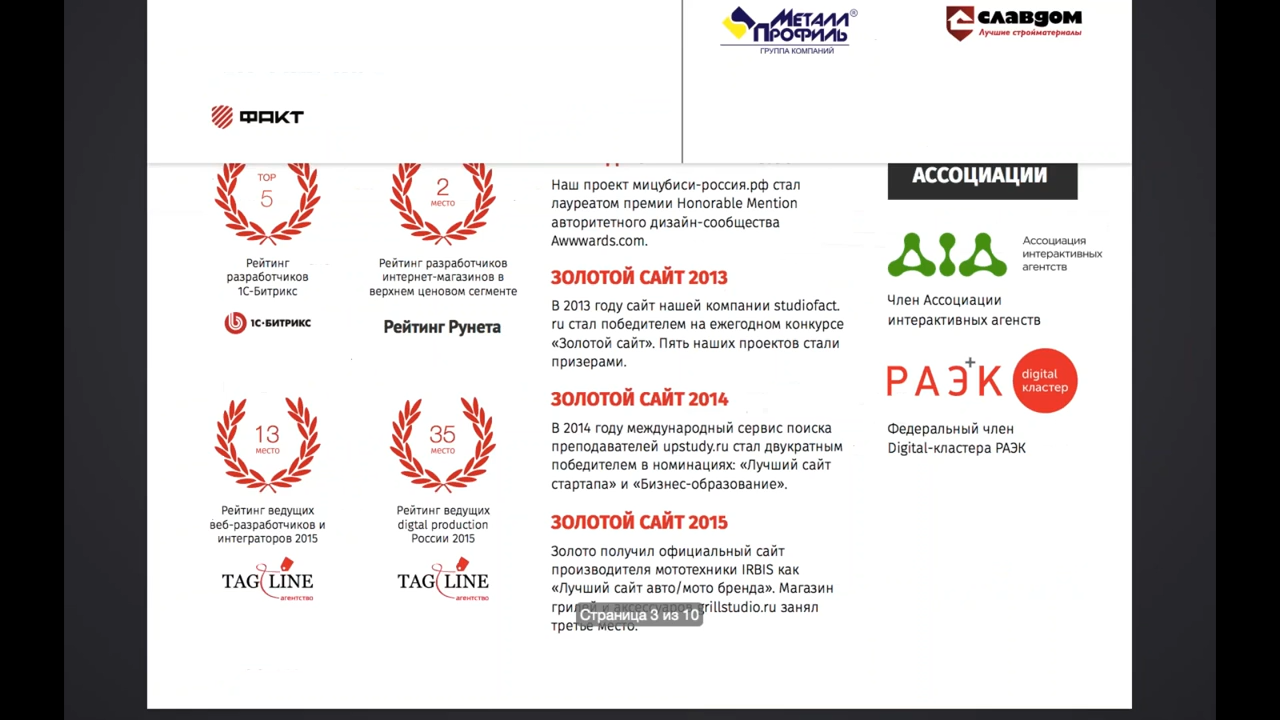 МЕТАЛЛ ПРОФИЛЬ®
ГРУППА КОМПАНИЙ
СЛАВДОМ
Лучшие стройматериалы
ФАКТ
TOP
5
Рейтинг
разработчиков
1С-Битрикс
1С·БИТРИКС
2
место
Рейтинг разработчиков
интернет-магазинов в
верхнем ценовом сегменте
Рейтинг Рунета
13
место
Рейтинг ведущих
веб-разработчиков и
интеграторов 2015
TAGLINE
агентство
35
место
Рейтинг ведущих
digtal production
России 2015
TAGLINE
агентство
Наш проект мицубиси-россия.рф стал
лауреатом премии Honorable Mention
авторитетного дизайн-сообщества
Awwwards.com.
ЗОЛОТОЙ САЙТ 2013
В 2013 году сайт нашей компании studiofact.
ru стал победителем на ежегодном конкурсе
«Золотой сайт». Пять наших проектов стали
призерами.
ЗОЛОТОЙ САЙТ 2014
В 2014 году международный сервис поиска
преподавателей upstudy.ru стал двукратным
победителем в номинациях: «Лучший сайт
стартапа» и «Бизнес-образование».
ЗОЛОТОЙ САЙТ 2015
Золото получил официальный сайт
производителя мототехники IRBIS как
«Лучший сайт авто/мото бренда». Магазин
грилей и аксессуаров grillstudio.ru занял
третье место.
Страница 3 из 10
АССОЦИАЦИИ
АИА
Ассоциация
интерактивных
агентств
Член Ассоциации
интерактивных агенств
РАЭК+
digital
кластер
Федеральный член
Digital-кластера РАЭК